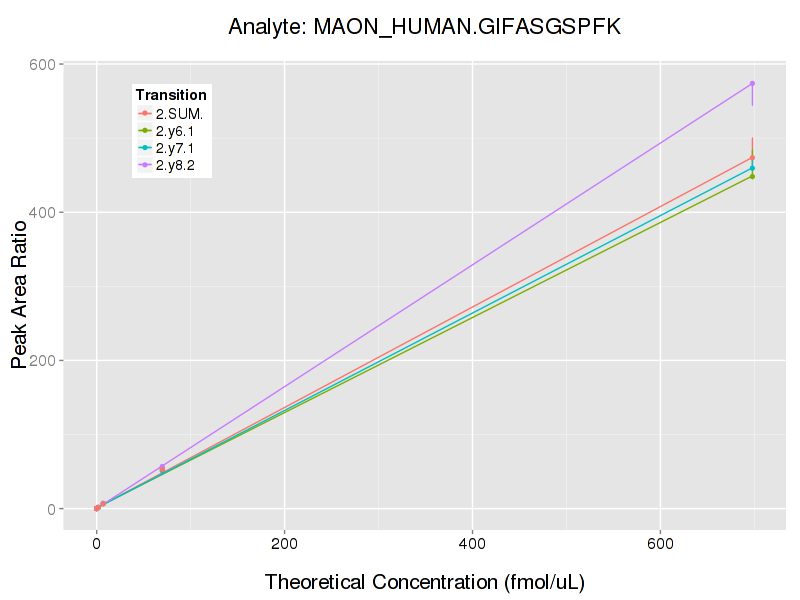 Analyte: MAON_HUMAN.GIFASGSPFK
Transition
2.SUM.
2.y6.1
2.y7.1
2.y8.2
600
400
200
0
Peak Area Ratio
0 200 400 600
Theoretical Concentration (fmol/uL)